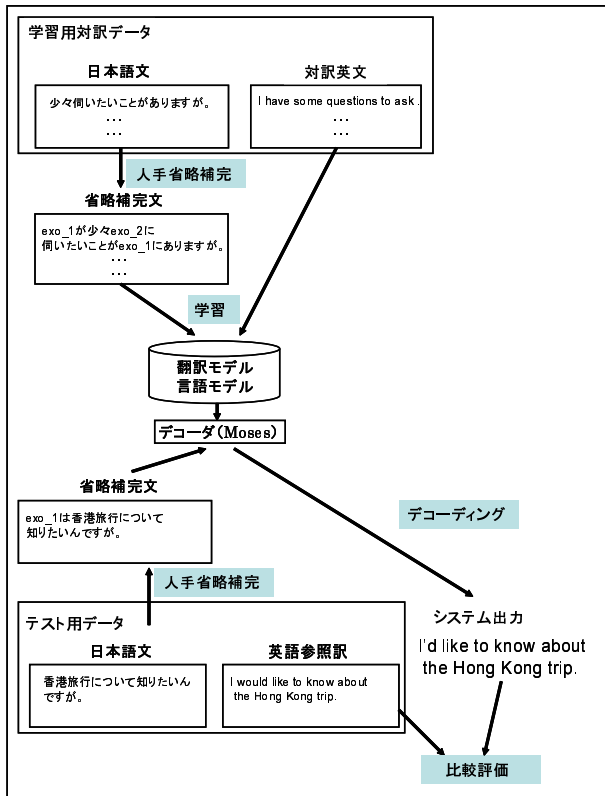 学習用対訳データ
日本語文
対訳英文
少々伺いたいことがありますが。
...
...
I have some questions to ask .
...
...
人手省略補完
省略補完文
exo_1が少々exo_2に
伺いたいことがexo_1にありますが。
...
...
学習
翻訳モデル
言語モデル
デコーダ(Moses)
省略補完文
exo_1は香港旅行について
知りたいんですが。
デコーディング
人手省略補完
テスト用データ
日本語文
英語参照訳
香港旅行について知りたいん
ですが。
I would like to know about
the Hong Kong trip.
システム出力
I'd like to know about
the Hong Kong trip.
比較評価